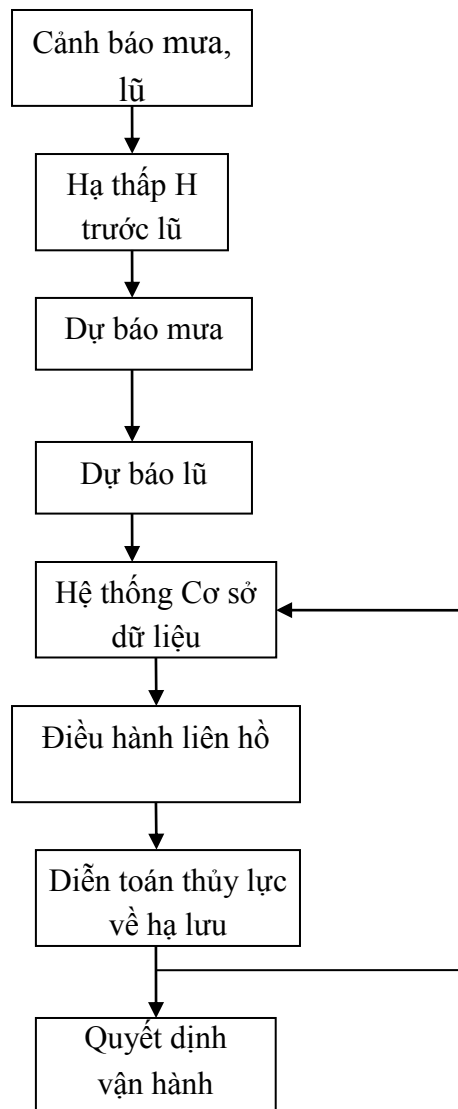 Cảnh báo mưa,
lũ
Hạ thấp H
trước lũ
Dự báo mưa
Dự báo lũ
Hệ thống Cơ sở
dữ liệu
Điều hành liên hồ
Diễn toán thủy lực
về hạ lưu
Quyết dịnh
vận hành